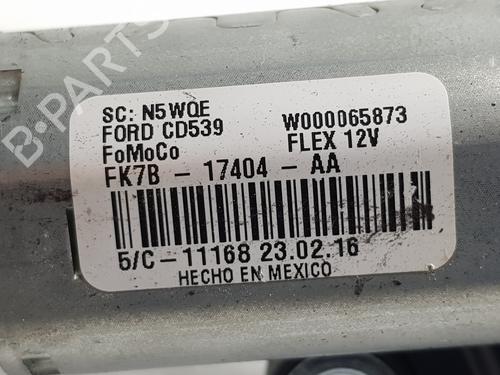 B-PARTS
SC: N5WQE
FORD CD539 W000065873
FoMoCo FLEX 12V
FK7B - 17404 - AA
5/C-11168 23.02.16
HECHO EN MEXICO